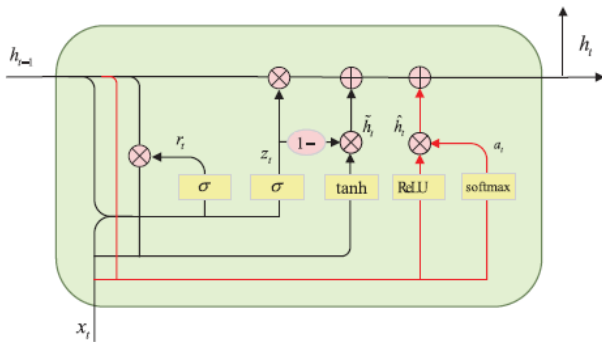 h_{t-1}
h_t
r_t
z_t
1-
h̃_t
ĥ_t
a_t
σ
σ
tanh
ReLU
softmax
x_t